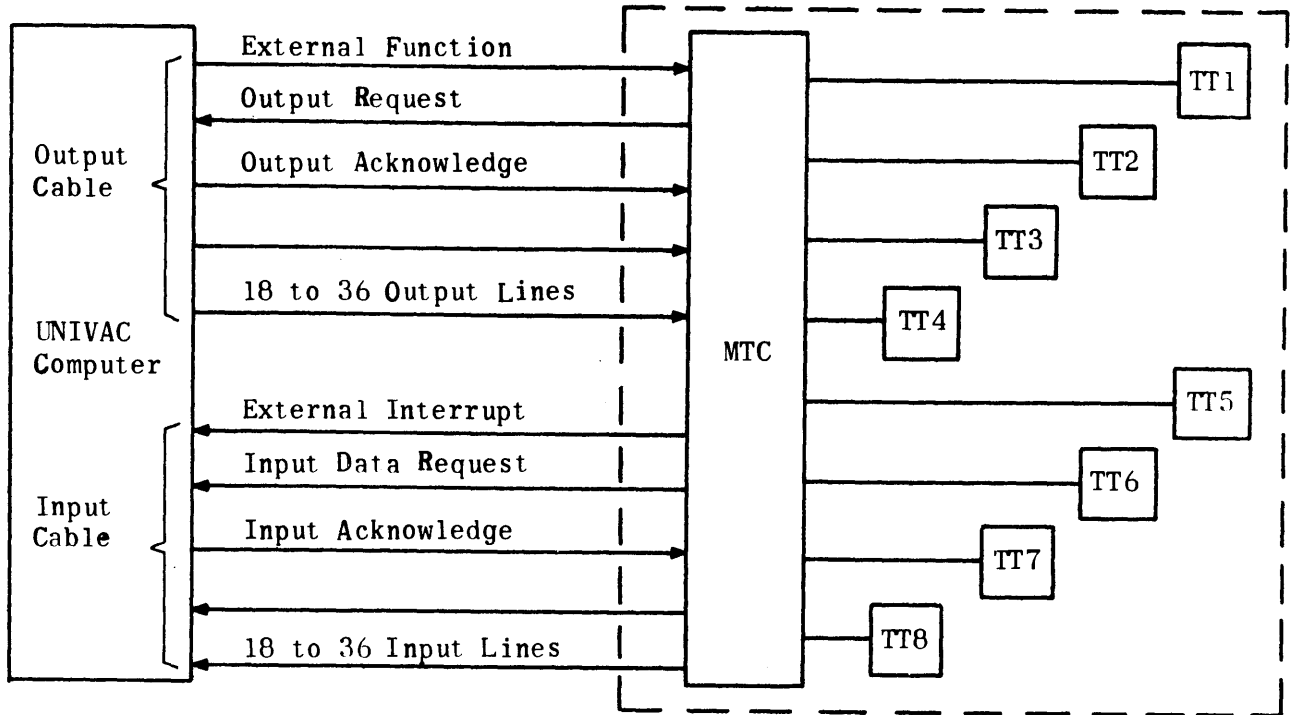 External Function
Output Request
Output
Cable
Output Acknowledge
18 to 36 Output Lines
UNIVAC
Computer
External Interrupt
Input Data Request
Input
Cable
Input Acknowledge
18 to 36 Input Lines
MTC
TT1
TT2
TT3
TT4
TT5
TT6
TT7
TT8